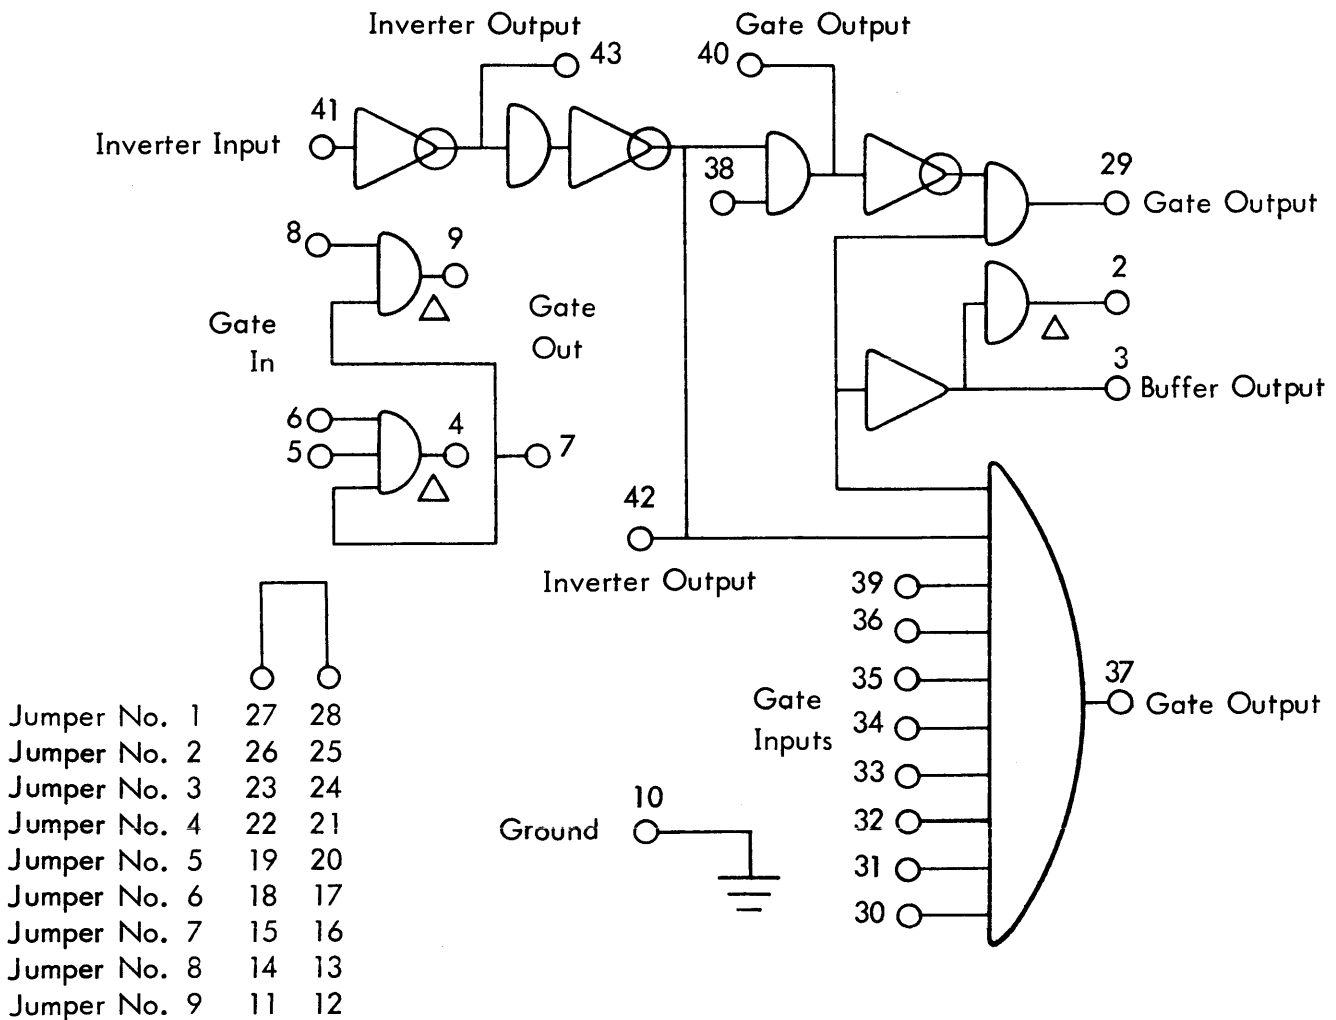 Inverter Output
43
Gate Output
40
41
Inverter Input
38
29
Gate Output
8
9
2
Gate
In
Gate
Out
3
Buffer Output
6
4
5
7
42
Inverter Output
39
36
35
34
33
32
31
30
Gate
Inputs
37
Gate Output
10
Ground
Jumper No. 1 27 28
Jumper No. 2 26 25
Jumper No. 3 23 24
Jumper No. 4 22 21
Jumper No. 5 19 20
Jumper No. 6 18 17
Jumper No. 7 15 16
Jumper No. 8 14 13
Jumper No. 9 11 12